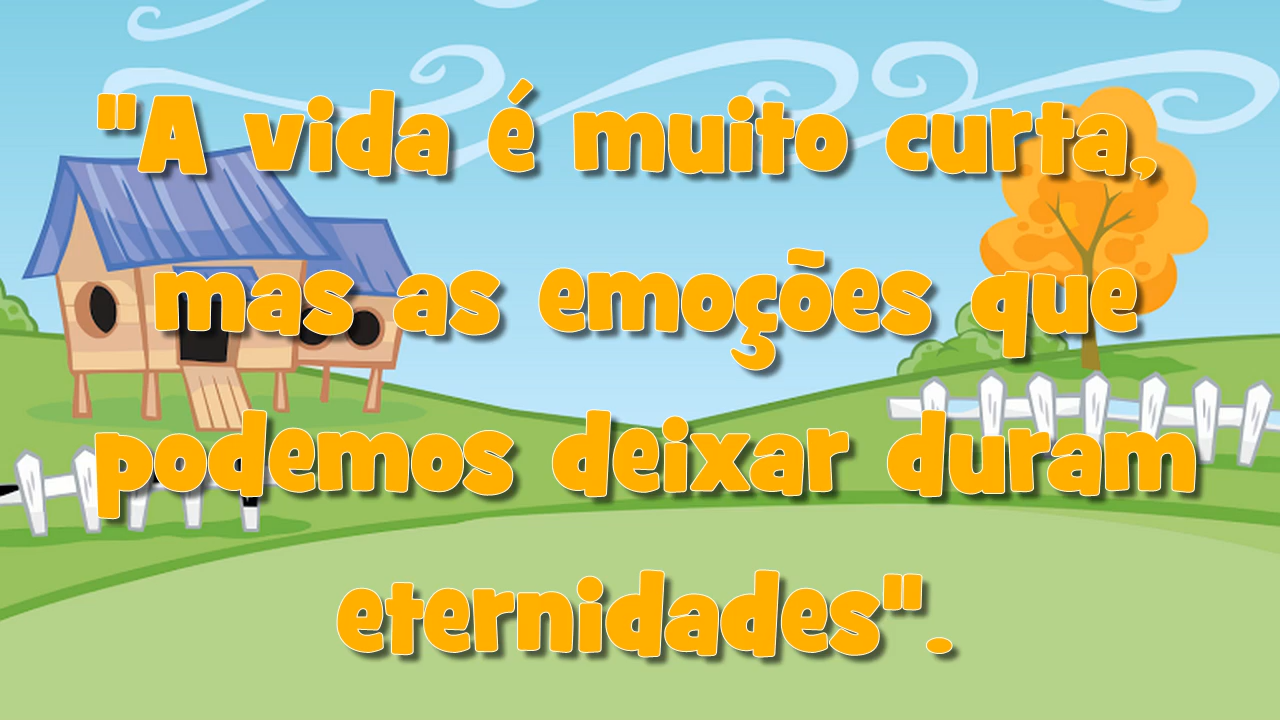 "A vida é muito curta,
mas as emoções que
podemos deixar duram
eternidades".